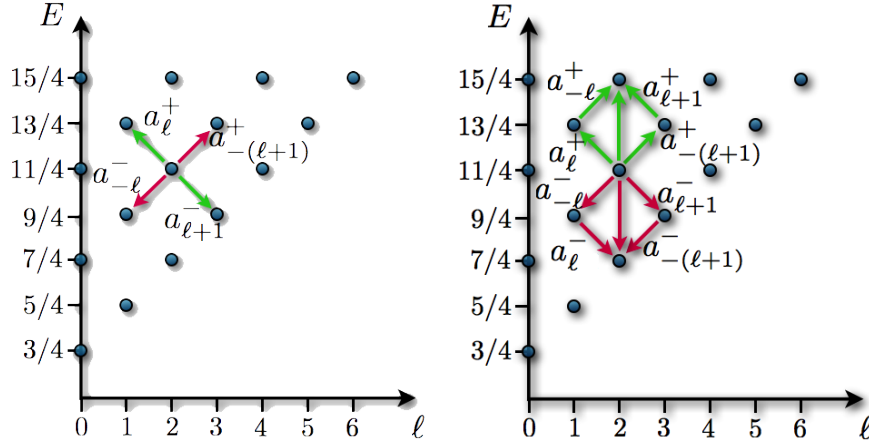 E
15/4
13/4
11/4
9/4
7/4
5/4
3/4
0 1 2 3 4 5 6 ℓ
a_ℓ^+
a_{-(ℓ+1)}^+
a_{-ℓ}^-
a_{ℓ+1}^-
E
15/4
13/4
11/4
9/4
7/4
5/4
3/4
0 1 2 3 4 5 6 ℓ
a_{-ℓ}^+
a_{ℓ+1}^+
a_ℓ^+
a_{-(ℓ+1)}^+
a_{-ℓ}^-
a_{ℓ+1}^-
a_ℓ^-
a_{-(ℓ+1)}^-